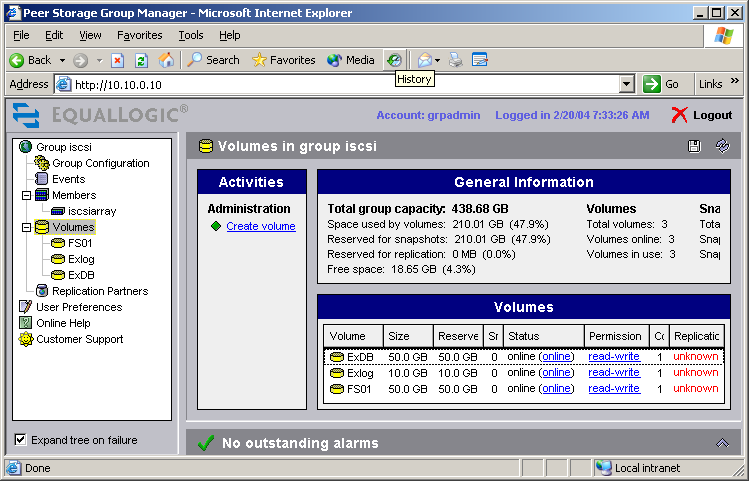 Peer Storage Group Manager - Microsoft Internet Explorer
File Edit View Favorites Tools Help
Back Search Favorites Media
History
Address http://10.10.0.10 Go Links »
EQUALLOGIC® Account: grpadmin Logged in 2/20/04 7:33:26 AM Logout
Group iscsi
Group Configuration
Events
Members
iscsiarray
Volumes
FS01
Exlog
ExDB
Replication Partners
User Preferences
Online Help
Customer Support
Expand tree on failure
Volumes in group iscsi
Activities
Administration
Create volume
General Information
Total group capacity: 438.68 GB Volumes Sna
Space used by volumes: 210.01 GB (47.9%) Total volumes: 3 Tota
Reserved for snapshots: 210.01 GB (47.9%) Volumes online: 3 Snap
Reserved for replication: 0 MB (0.0%) Volumes in use: 3 Snap
Free space: 18.65 GB (4.3%)
Volumes
Volume Size Reserve Sr Status Permission Co Replicatio
ExDB 50.0 GB 50.0 GB 0 online (online) read-write 1 unknown
Exlog 10.0 GB 10.0 GB 0 online (online) read-write 1 unknown
FS01 50.0 GB 50.0 GB 0 online (online) read-write 1 unknown
No outstanding alarms
Done Local intranet